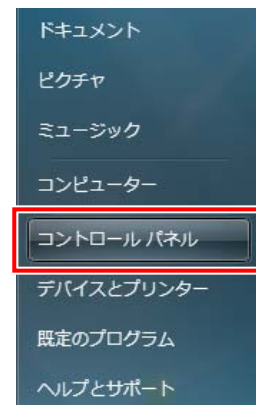 ドキュメント
ピクチャ
ミュージック
コンピューター
コントロール パネル
デバイスとプリンター
既定のプログラム
ヘルプとサポート